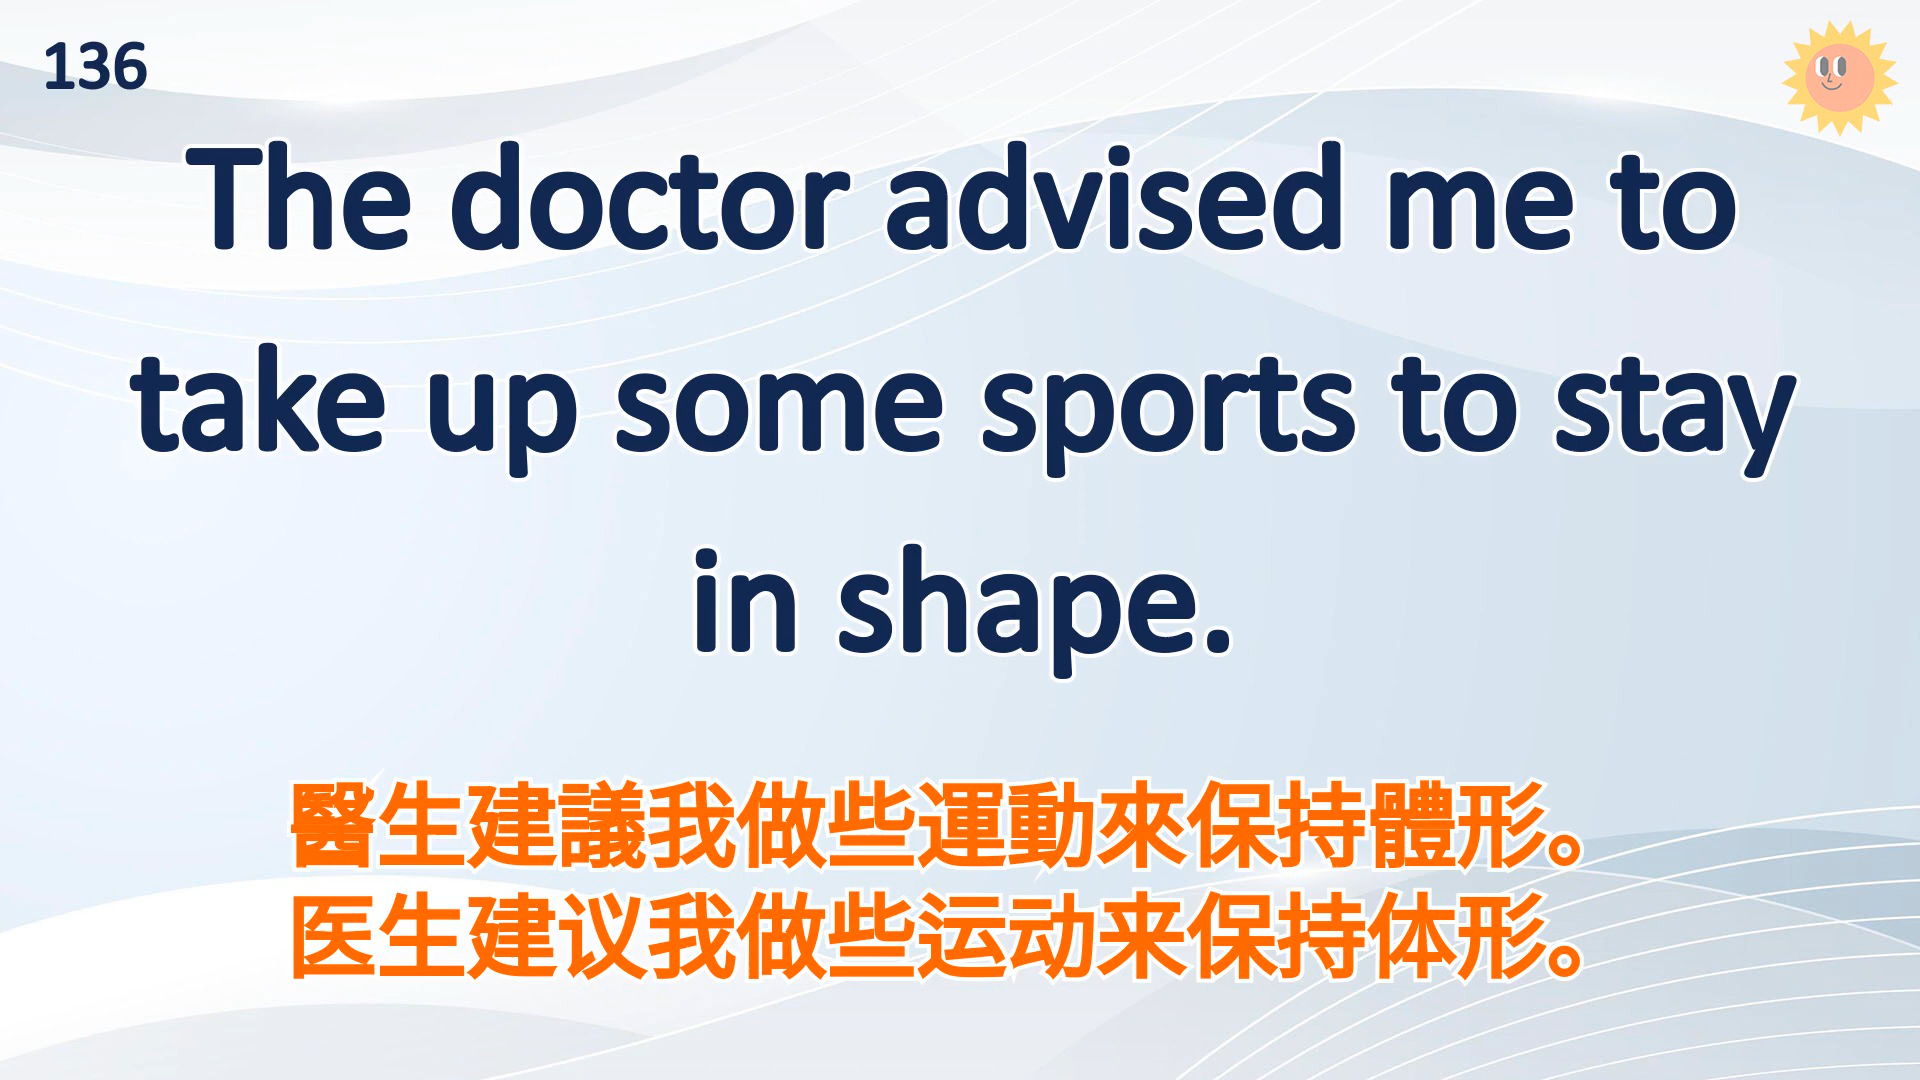 136
The doctor advised me to
take up some sports to stay
in shape.
醫生建議我做些運動來保持體形。
医生建议我做些运动来保持体形。